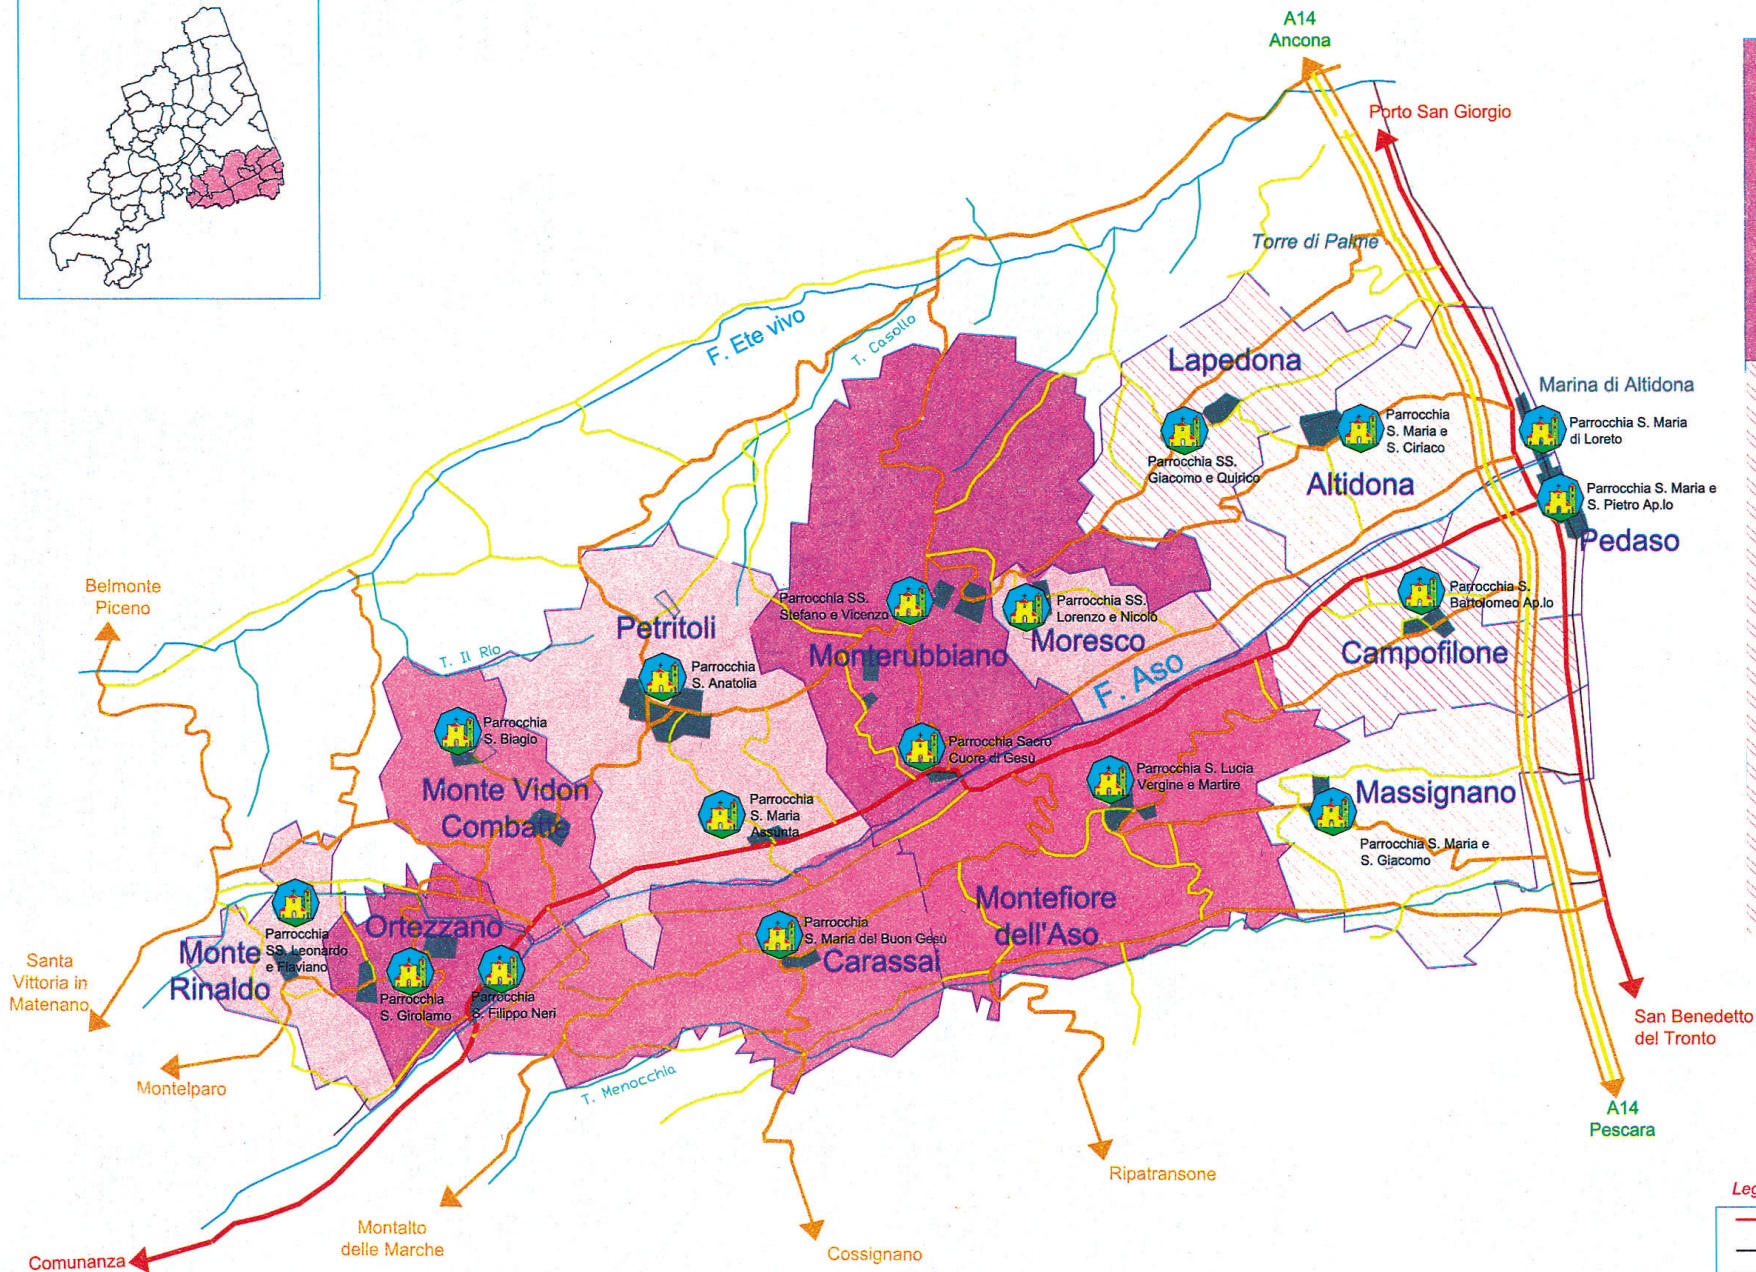 A14
Ancona
Porto San Giorgio
Torre di Palme
F. Ete vivo
T. Casollo
Lapedona
Marina di Altidona
Parrocchia S. Maria
di Loreto
Parrocchia
S. Maria e
S. Ciriaco
Parrocchia SS.
Giacomo e Quirico
Altidona
Parrocchia S. Maria e
S. Pietro Ap.lo
Pedaso
Belmonte
Piceno
Parrocchia SS.
Stefano e Vicenzo
Parrocchia SS.
Lorenzo e Nicolò
Parrocchia S.
Bartolomeo Ap.lo
Petritoli
Moresco
Monterubbiano
Campofilone
T. Il Rio
F. Aso
Parrocchia
S. Anatolia
Parrocchia
S. Biagio
Parrocchia Sacro
Cuore di Gesù
Parrocchia S. Lucia
Vergine e Martire
Monte Vidon
Combatte
Massignano
Parrocchia
S. Maria
Assunta
Parrocchia S. Maria e
S. Giacomo
Montefiore
dell'Aso
Ortezzano
Parrocchia
S. Maria del Buon Gesù
Carassai
Parrocchia
SS. Leonardo
e Flaviano
Monte
Rinaldo
Santa
Vittoria in
Matenano
Parrocchia
S. Girolamo
Parrocchia
S. Filippo Neri
San Benedetto
del Tronto
Montelparo
T. Menocchia
A14
Pescara
Ripatransone
Leg
Montalto
delle Marche
Cossignano
Comunanza